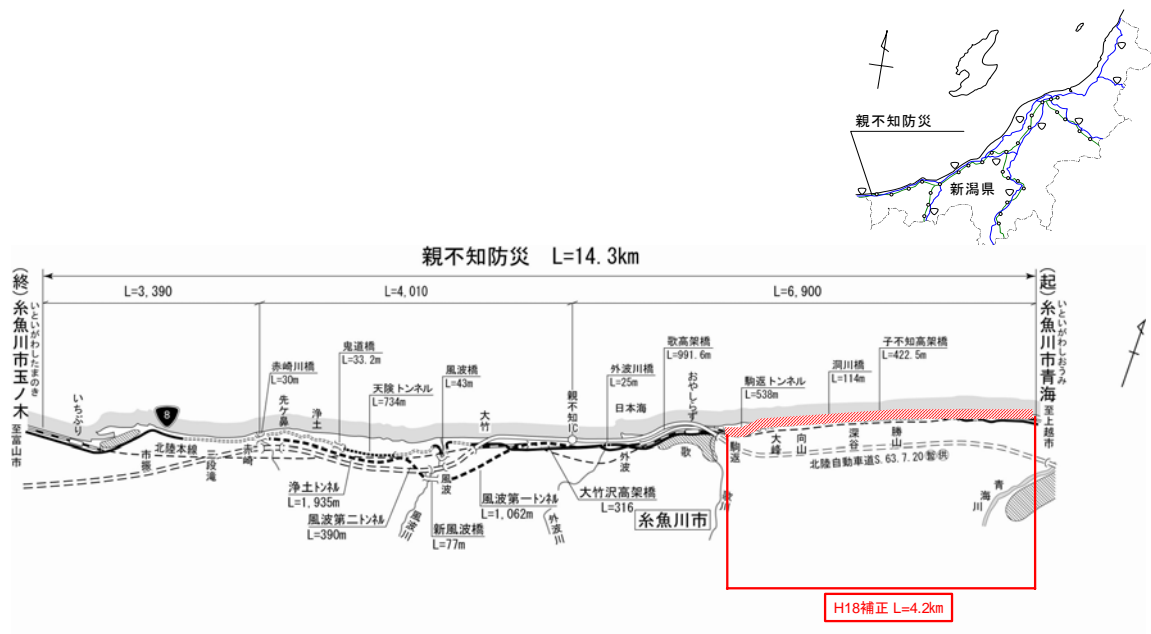 親不知防災
新潟県
親不知防災 L=14.3km
L=3,390
L=4,010
L=6,900
(終)糸魚川市玉ノ木
いといがわしたまのき
至富山市
(起)糸魚川市青海
いといがわしおうみ
至上越市
鬼道橋
L=33.2m
赤崎川橋
L=30m
天険トンネル
L=734m
風波橋
L=43m
外波川橋
L=25m
歌高架橋
L=991.6m
駒返トンネル
L=538m
洞川橋
L=114m
子不知高架橋
L=422.5m
いちぶり
8
先ケ鼻
浄土
大竹
親不知IC
日本海
おやしらず
北陸本線
市振
二段滝
赤崎
風波
外波
歌
駒返
大峰
向山
深谷
勝山
北陸自動車道S.63.7.20暫供
浄土トンネル
L=1,935m
風波第二トンネル
L=390m
風波川
新風波橋
L=77m
風波第一トンネル
L=1,062m
外波川
大竹沢高架橋
L=316
糸魚川市
歌川
青海川
H18補正 L=4.2km